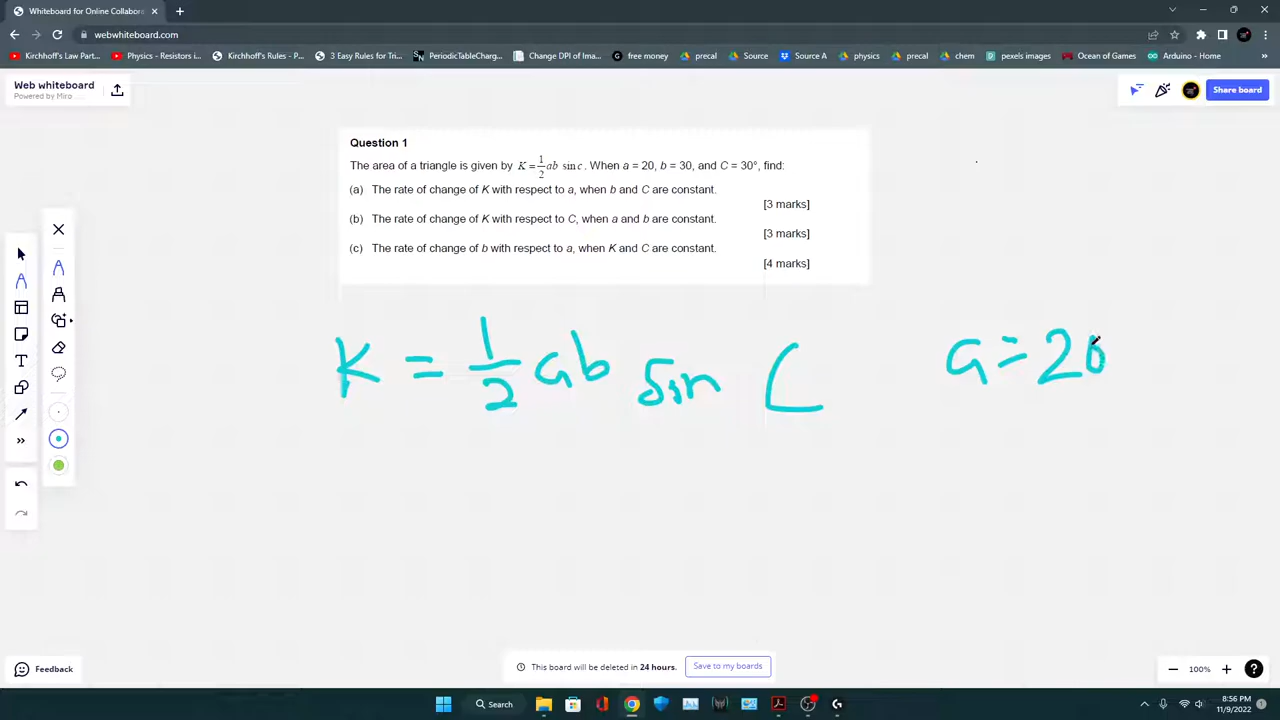 Whiteboard for Online Collabora
webwhiteboard.com
Kirchhoff's Law Part... Physics - Resistors i... Kirchhoff's Rules - P... 3 Easy Rules for Tri... PeriodicTableCharg... Change DPI of Ima... free money precal Source Source A physics precal chem pexels images Ocean of Games Arduino - Home »
Web whiteboard
Powered by Miro
Share board
Question 1
The area of a triangle is given by K = 1/2 ab sin c. When a = 20, b = 30, and C = 30°, find:
(a) The rate of change of K with respect to a, when b and C are constant.
[3 marks]
(b) The rate of change of K with respect to C, when a and b are constant.
[3 marks]
(c) The rate of change of b with respect to a, when K and C are constant.
[4 marks]
K = 1/2 ab sin C a = 20
Feedback
This board will be deleted in 24 hours. Save to my boards
100%
Search
8:56 PM
11/9/2022